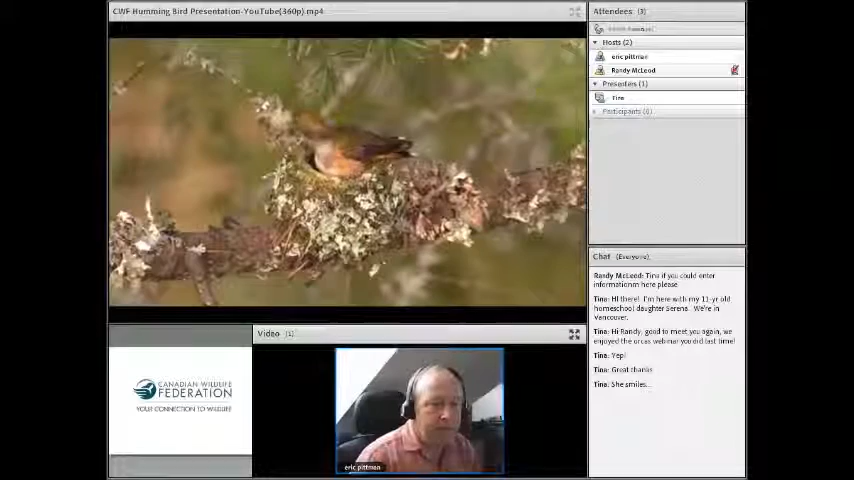 CWF Humming Bird Presentation-YouTube(360p).mp4
Attendees (3)
Hosts (2)
eric pittman
Randy McLeod
Presenters (1)
Tina
Participants (0)
Chat (Everyone)
Randy McLeod: Tina if you could enter
informationm here please
Tina: Hi there! I'm here with my 11-yr old
homeschool daughter Serena. We're in
Vancouver.
Tina: Hi Randy, good to meet you again, we
enjoyed the orcas webinar you did last time!
Tina: Yep!
Tina: Great thanks
Tina: She smiles...
Video (1)
CANADIAN WILDLIFE
FEDERATION
YOUR CONNECTION TO WILDLIFE
eric pittman